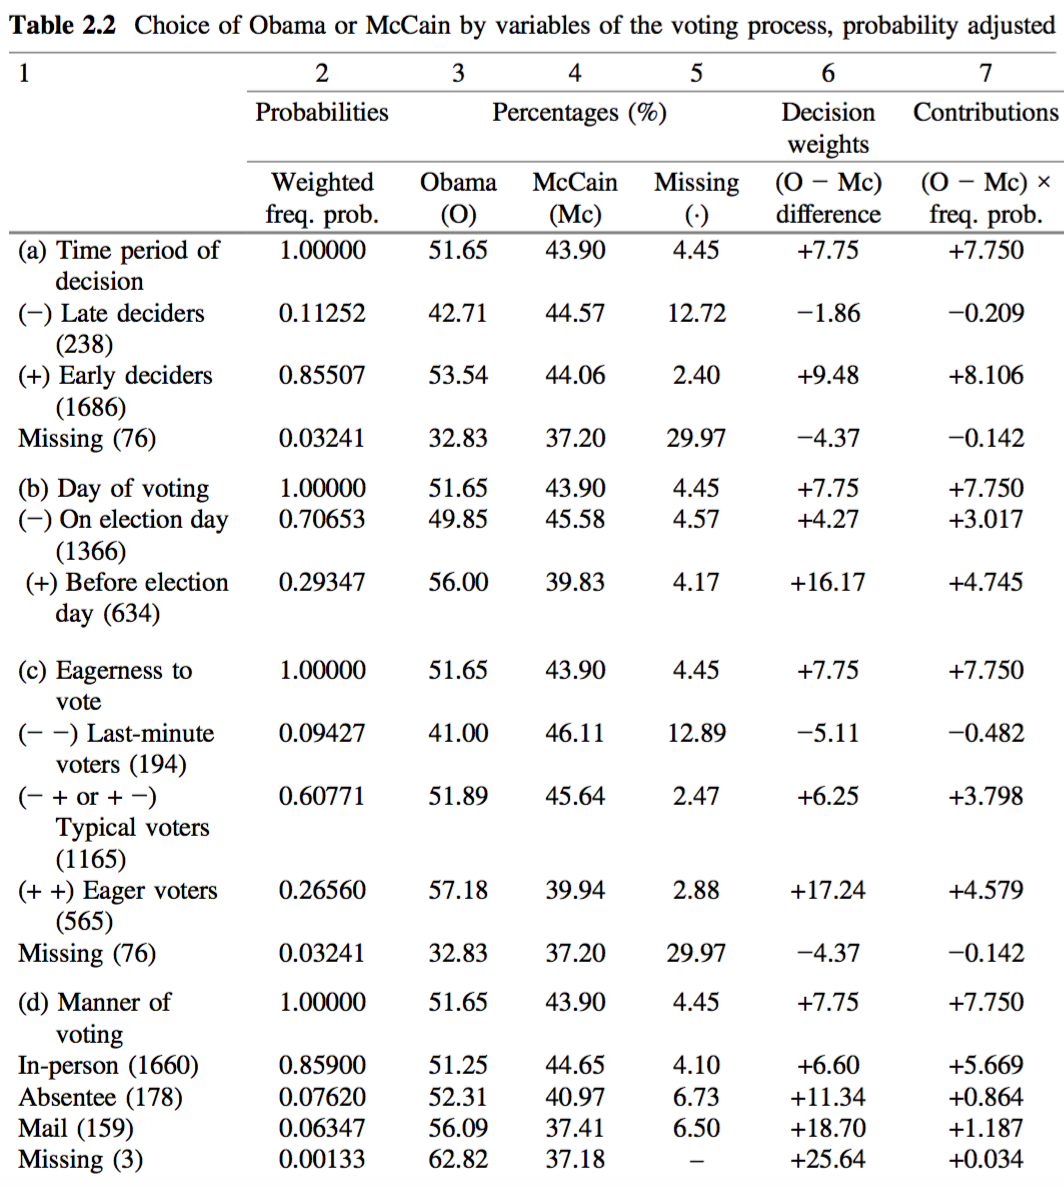 Table 2.2 Choice of Obama or McCain by variables of the voting process, probability adjusted
1 2 3 4 5 6 7
Probabilities Percentages (%) Decision weights Contributions
Weighted freq. prob. Obama (O) McCain (Mc) Missing (·) (O − Mc) difference (O − Mc) × freq. prob.
(a) Time period of decision 1.00000 51.65 43.90 4.45 +7.75 +7.750
(−) Late deciders (238) 0.11252 42.71 44.57 12.72 −1.86 −0.209
(+) Early deciders (1686) 0.85507 53.54 44.06 2.40 +9.48 +8.106
Missing (76) 0.03241 32.83 37.20 29.97 −4.37 −0.142
(b) Day of voting 1.00000 51.65 43.90 4.45 +7.75 +7.750
(−) On election day (1366) 0.70653 49.85 45.58 4.57 +4.27 +3.017
(+) Before election day (634) 0.29347 56.00 39.83 4.17 +16.17 +4.745
(c) Eagerness to vote 1.00000 51.65 43.90 4.45 +7.75 +7.750
(− −) Last-minute voters (194) 0.09427 41.00 46.11 12.89 −5.11 −0.482
(− + or + −) Typical voters (1165) 0.60771 51.89 45.64 2.47 +6.25 +3.798
(+ +) Eager voters (565) 0.26560 57.18 39.94 2.88 +17.24 +4.579
Missing (76) 0.03241 32.83 37.20 29.97 −4.37 −0.142
(d) Manner of voting 1.00000 51.65 43.90 4.45 +7.75 +7.750
In-person (1660) 0.85900 51.25 44.65 4.10 +6.60 +5.669
Absentee (178) 0.07620 52.31 40.97 6.73 +11.34 +0.864
Mail (159) 0.06347 56.09 37.41 6.50 +18.70 +1.187
Missing (3) 0.00133 62.82 37.18 – +25.64 +0.034